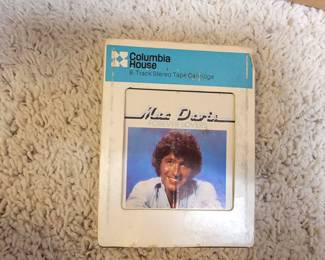 Columbia
House
8 Track Stereo Tape Cartridge
Mac Davis